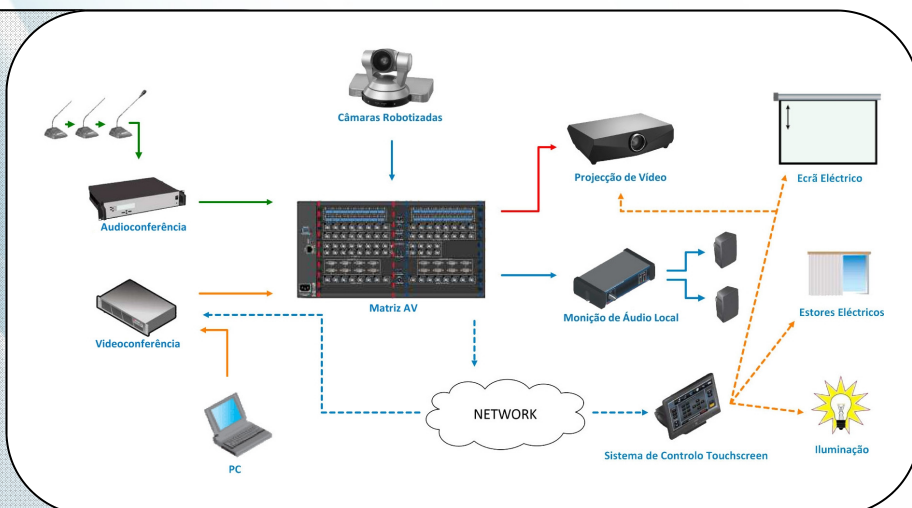 Câmaras Robotizadas
Projecção de Vídeo
Ecrã Eléctrico
Audioconferência
Matriz AV
Monição de Áudio Local
Estores Eléctricos
Videoconferência
NETWORK
PC
Sistema de Controlo Touchscreen
Iluminação